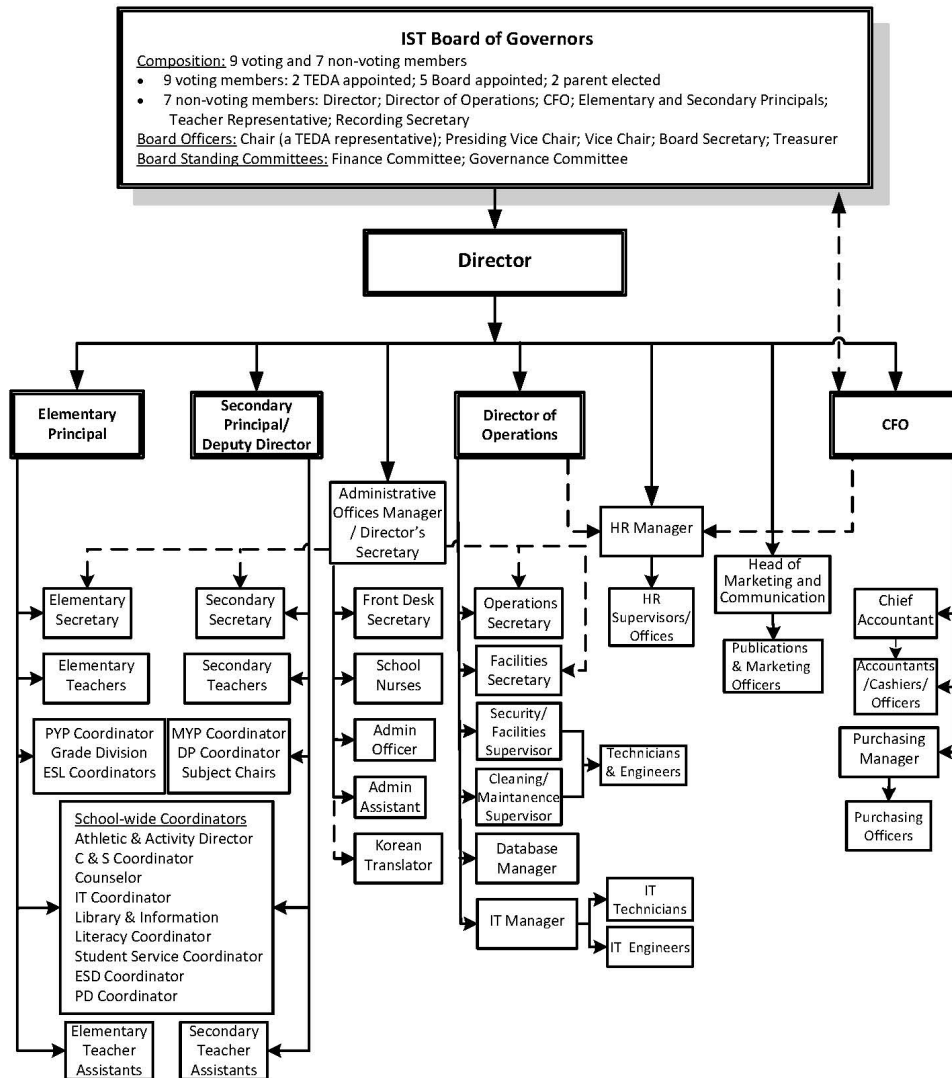 IST Board of Governors
Composition: 9 voting and 7 non-voting members
• 9 voting members: 2 TEDA appointed; 5 Board appointed; 2 parent elected
• 7 non-voting members: Director; Director of Operations; CFO; Elementary and Secondary Principals;
Teacher Representative; Recording Secretary
Board Officers: Chair (a TEDA representative); Presiding Vice Chair; Vice Chair; Board Secretary; Treasurer
Board Standing Committees: Finance Committee; Governance Committee
Director
Elementary
Principal
Secondary
Principal/
Deputy Director
Director of
Operations
CFO
Administrative
Offices Manager
/ Director's
Secretary
HR Manager
Head of
Marketing and
Communication
Elementary
Secretary
Secondary
Secretary
Front Desk
Secretary
Operations
Secretary
HR
Supervisors/
Offices
Chief
Accountant
Elementary
Teachers
Secondary
Teachers
School
Nurses
Facilities
Secretary
Publications
& Marketing
Officers
Accountants
/Cashiers/
Officers
PYP Coordinator
Grade Division
ESL Coordinators
MYP Coordinator
DP Coordinator
Subject Chairs
Admin
Officer
Security/
Facilities
Supervisor
Technicians
& Engineers
Purchasing
Manager
Admin
Assistant
Cleaning/
Maintanence
Supervisor
Purchasing
Officers
School-wide Coordinators
Athletic & Activity Director
C & S Coordinator
Counselor
IT Coordinator
Library & Information
Literacy Coordinator
Student Service Coordinator
ESD Coordinator
PD Coordinator
Korean
Translator
Database
Manager
IT Manager
IT
Technicians
IT Engineers
Elementary
Teacher
Assistants
Secondary
Teacher
Assistants